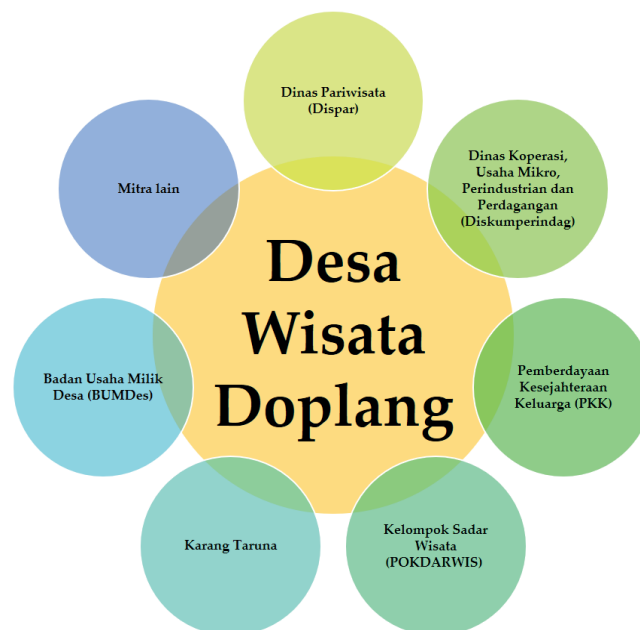 Dinas Pariwisata
(Dispar)
Dinas Koperasi,
Usaha Mikro,
Perindustrian dan
Perdagangan
(Diskumperindag)
Mitra lain
Desa
Wisata
Doplang
Pemberdayaan
Kesejahteraan
Keluarga (PKK)
Badan Usaha Milik
Desa (BUMDes)
Kelompok Sadar
Wisata
(POKDARWIS)
Karang Taruna